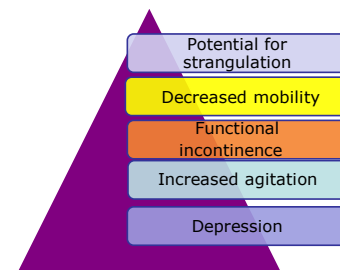 Potential for
strangulation
Decreased mobility
Functional
incontinence
Increased agitation
Depression